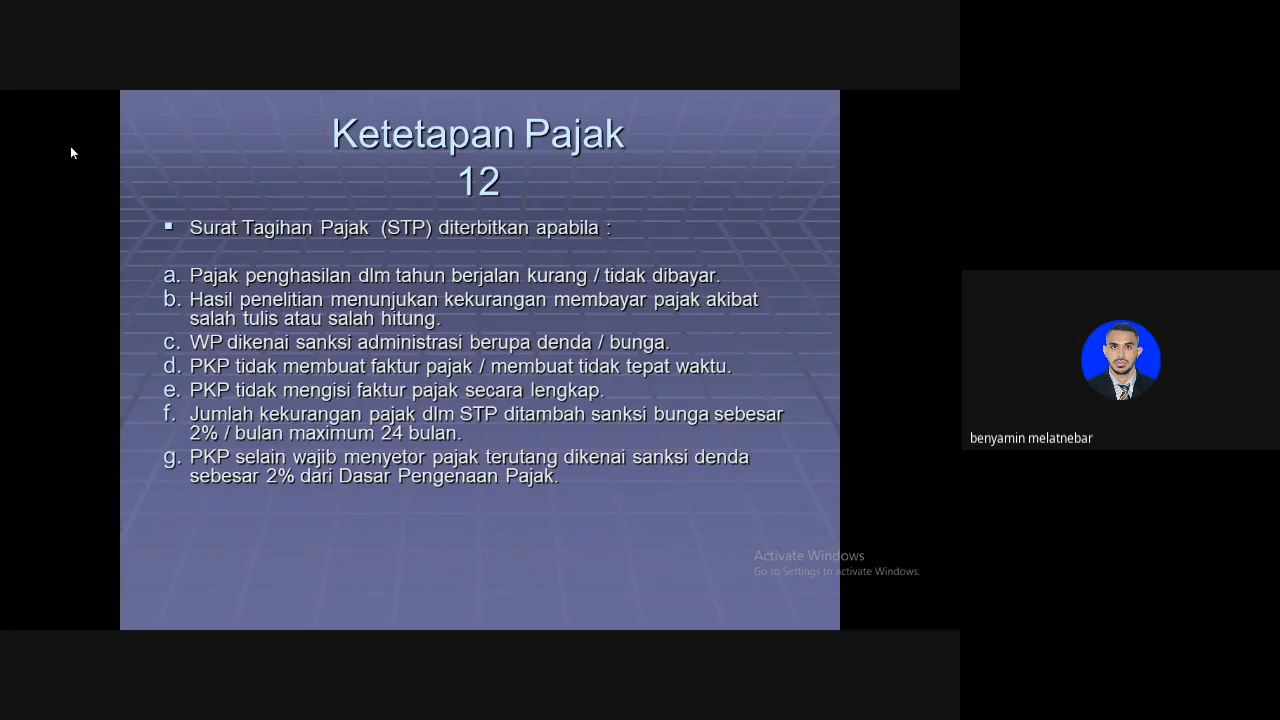 Ketetapan Pajak
12
▪ Surat Tagihan Pajak (STP) diterbitkan apabila :
a. Pajak penghasilan dlm tahun berjalan kurang / tidak dibayar.
b. Hasil penelitian menunjukan kekurangan membayar pajak akibat
salah tulis atau salah hitung.
c. WP dikenai sanksi administrasi berupa denda / bunga.
d. PKP tidak membuat faktur pajak / membuat tidak tepat waktu.
e. PKP tidak mengisi faktur pajak secara lengkap.
f. Jumlah kekurangan pajak dlm STP ditambah sanksi bunga sebesar
2% / bulan maximum 24 bulan.
g. PKP selain wajib menyetor pajak terutang dikenai sanksi denda
sebesar 2% dari Dasar Pengenaan Pajak.
Activate Windows
Go to Settings to activate Windows.
benyamin melatnebar